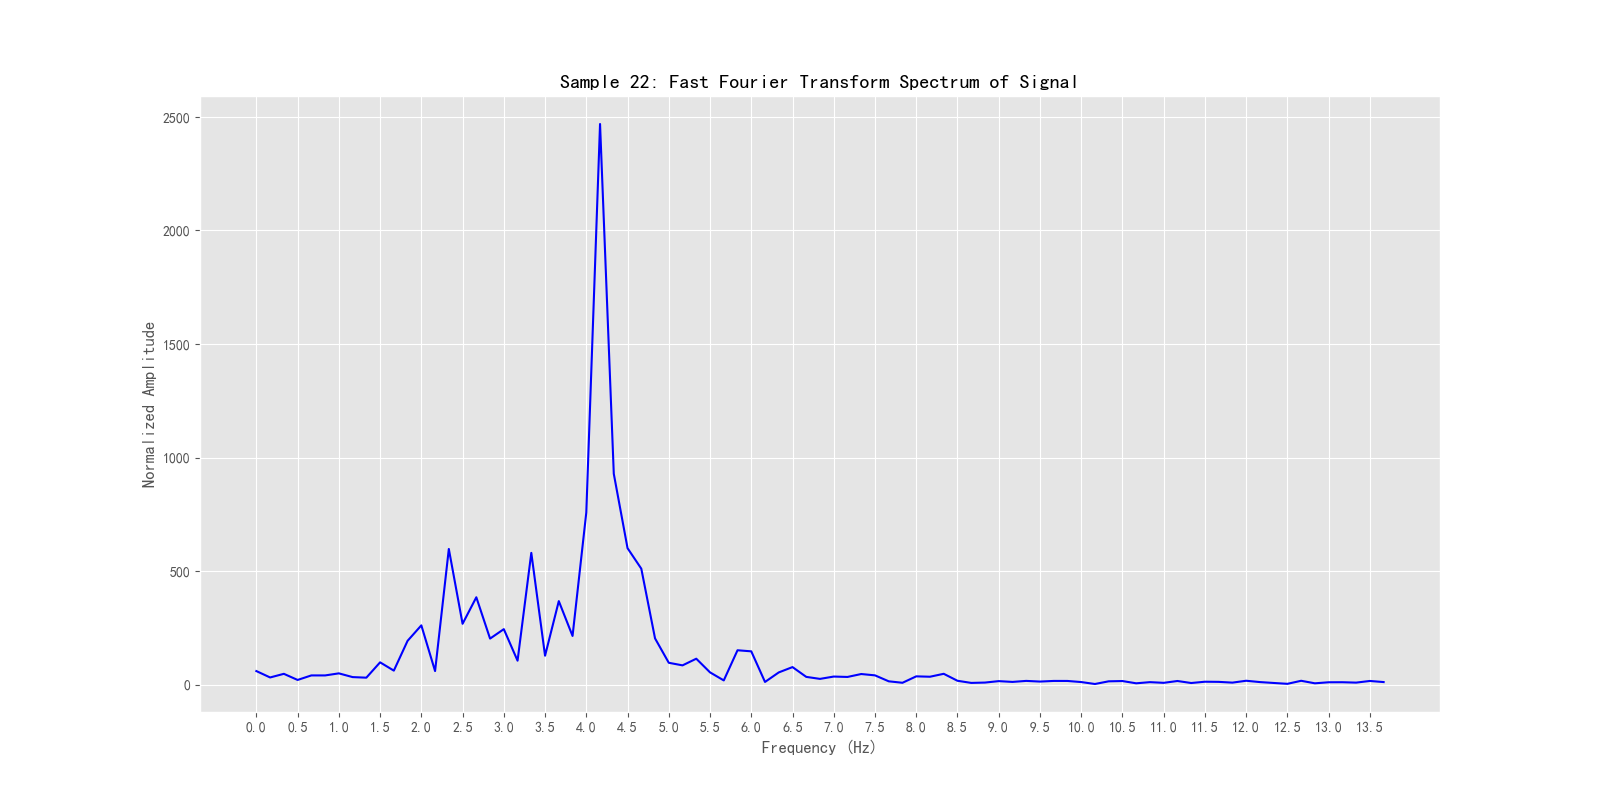 Sample 22: Fast Fourier Transform Spectrum of Signal
2500
2000
1500
1000
500
0
Normalized Amplitude
0.0 0.5 1.0 1.5 2.0 2.5 3.0 3.5 4.0 4.5 5.0 5.5 6.0 6.5 7.0 7.5 8.0 8.5 9.0 9.5 10.0 10.5 11.0 11.5 12.0 12.5 13.0 13.5
Frequency (Hz)